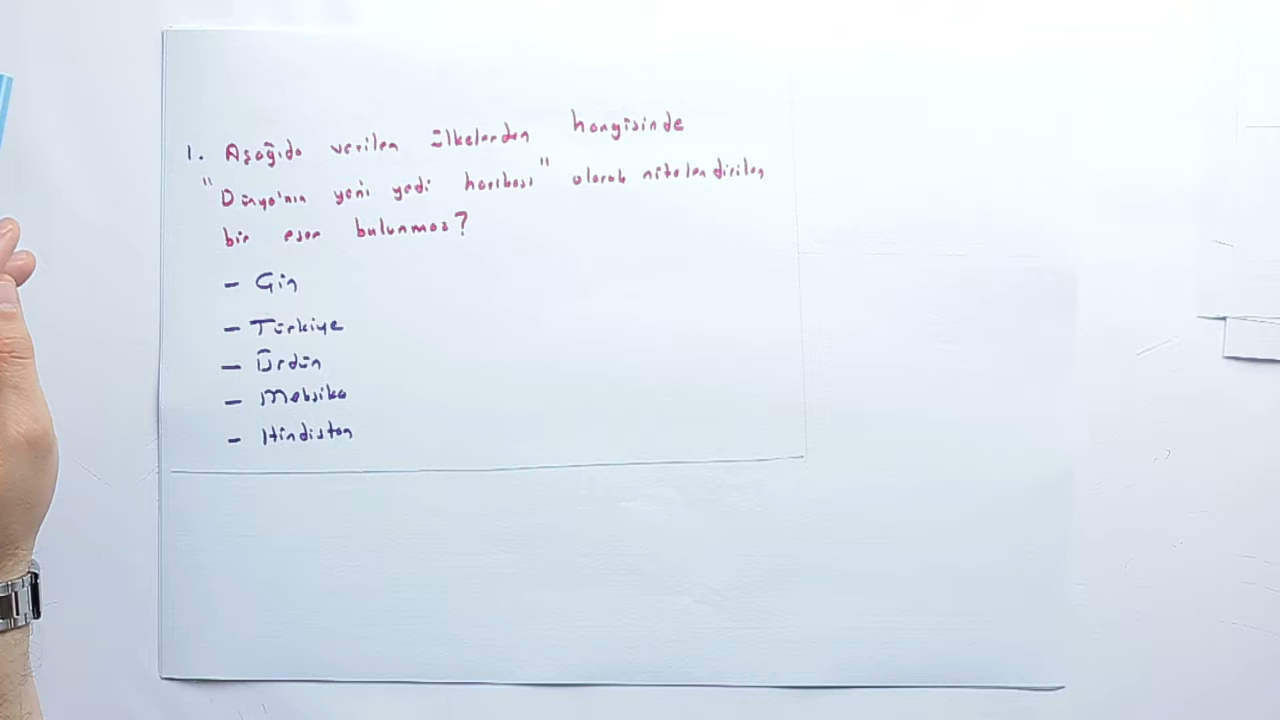 1. Aşağıda verilen ülkelerden hangisinde
"Dünya'nın yeni yedi harikası" olarak nitelendirilen
bir eser bulunmaz?
- Çin
- Türkiye
- Ürdün
- Meksika
- Hindistan